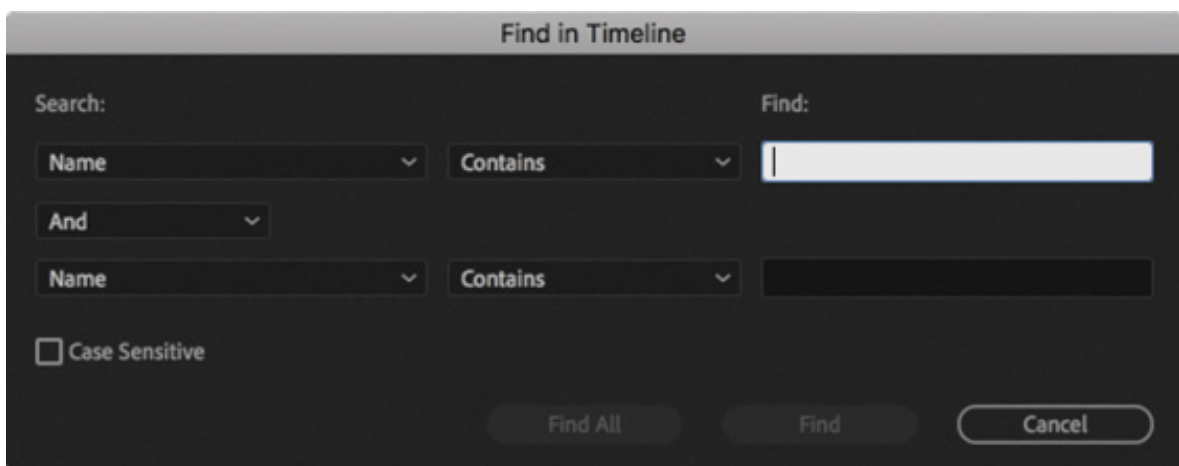 Find in Timeline
Search: Find:
Name Contains
And
Name Contains
Case Sensitive
Find All Find Cancel